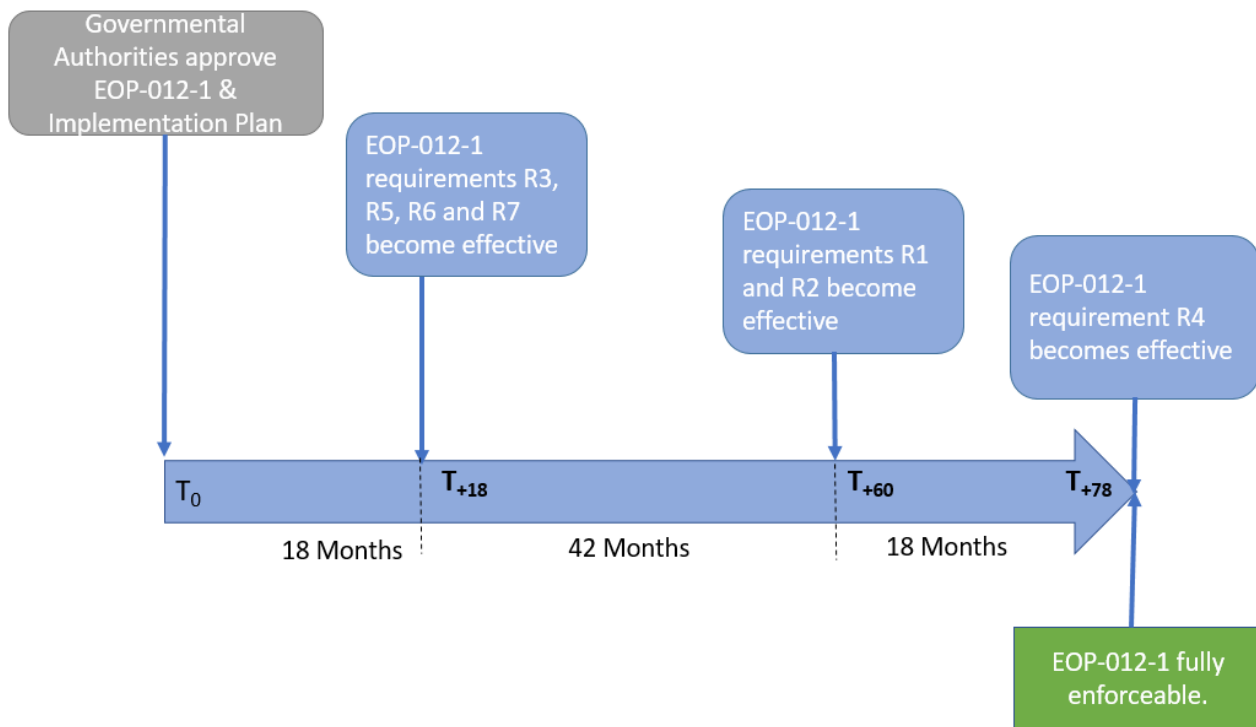 Governmental
Authorities approve
EOP-012-1 &
Implementation Plan
EOP-012-1
requirements R3,
R5, R6 and R7
become effective
EOP-012-1
requirements R1
and R2 become
effective
EOP-012-1
requirement R4
becomes effective
T0
T+18
T+60
T+78
18 Months
42 Months
18 Months
EOP-012-1 fully
enforceable.